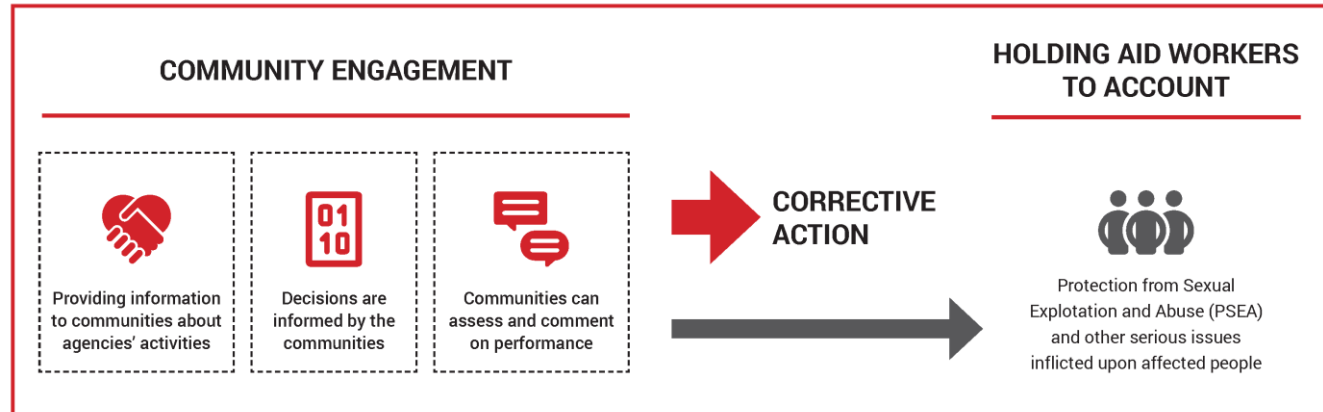 COMMUNITY ENGAGEMENT
Providing information
to communities about
agencies' activities
01
10
Decisions are
informed by the
communities
Communities can
assess and comment
on performance
CORRECTIVE
ACTION
HOLDING AID WORKERS
TO ACCOUNT
Protection from Sexual
Explotation and Abuse (PSEA)
and other serious issues
inflicted upon affected people